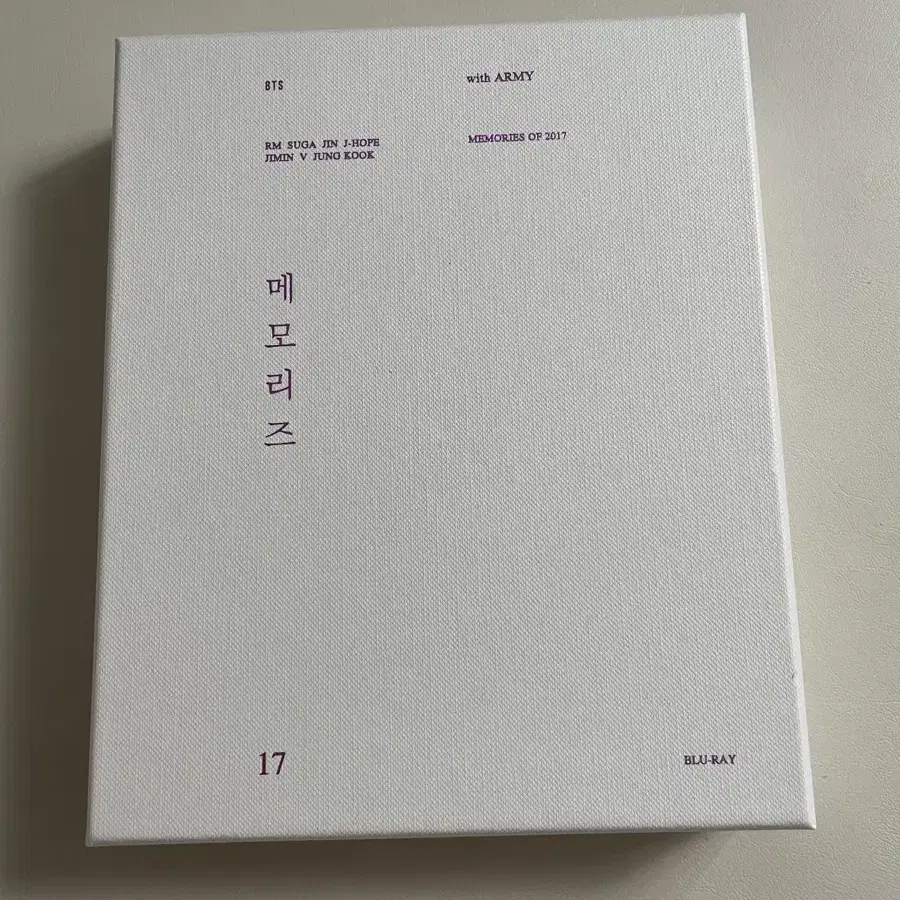 BTS
with ARMY
RM SUGA JIN J-HOPE
JIMIN V JUNG KOOK
MEMORIES OF 2017
메모리즈
17
BLU-RAY